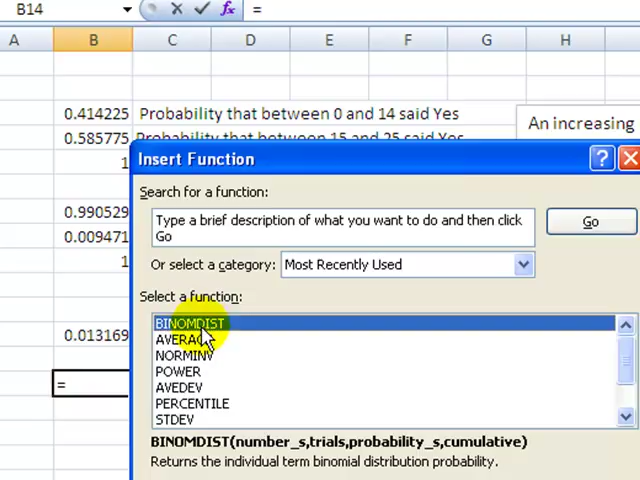 B14 fx =
A B C D E F G H
0.414225 Probability that between 0 and 14 said Yes
An increasing
0.585775 Probability that between 15 and 25 said Yes
1
Insert Function ?
Search for a function:
Type a brief description of what you want to do and then click
Go
Go
Or select a category: Most Recently Used
0.990529
0.009471
1
Select a function:
BINOMDIST
0.013169
AVERAGE
NORMINV
POWER
=
AVEDEV
PERCENTILE
STDEV
BINOMDIST(number_s,trials,probability_s,cumulative)
Returns the individual term binomial distribution probability.